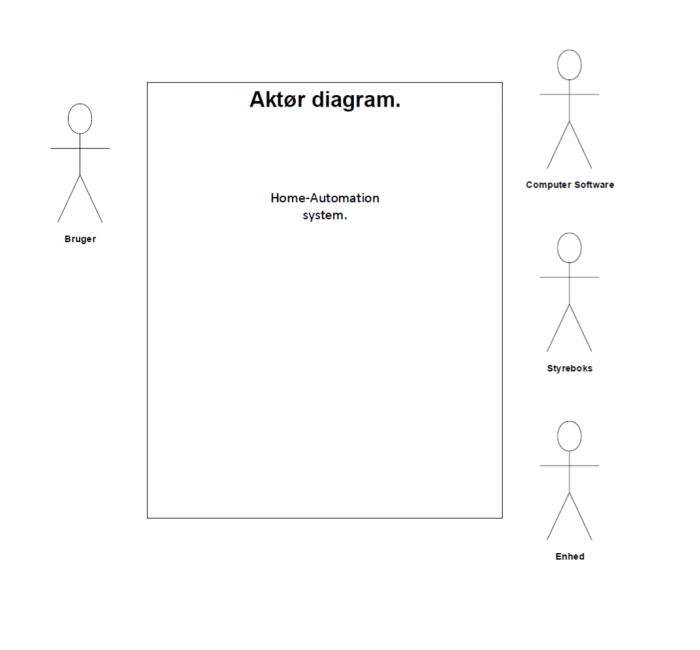 Aktør diagram.
Home-Automation
system.
Bruger
Computer Software
Styreboks
Enhed